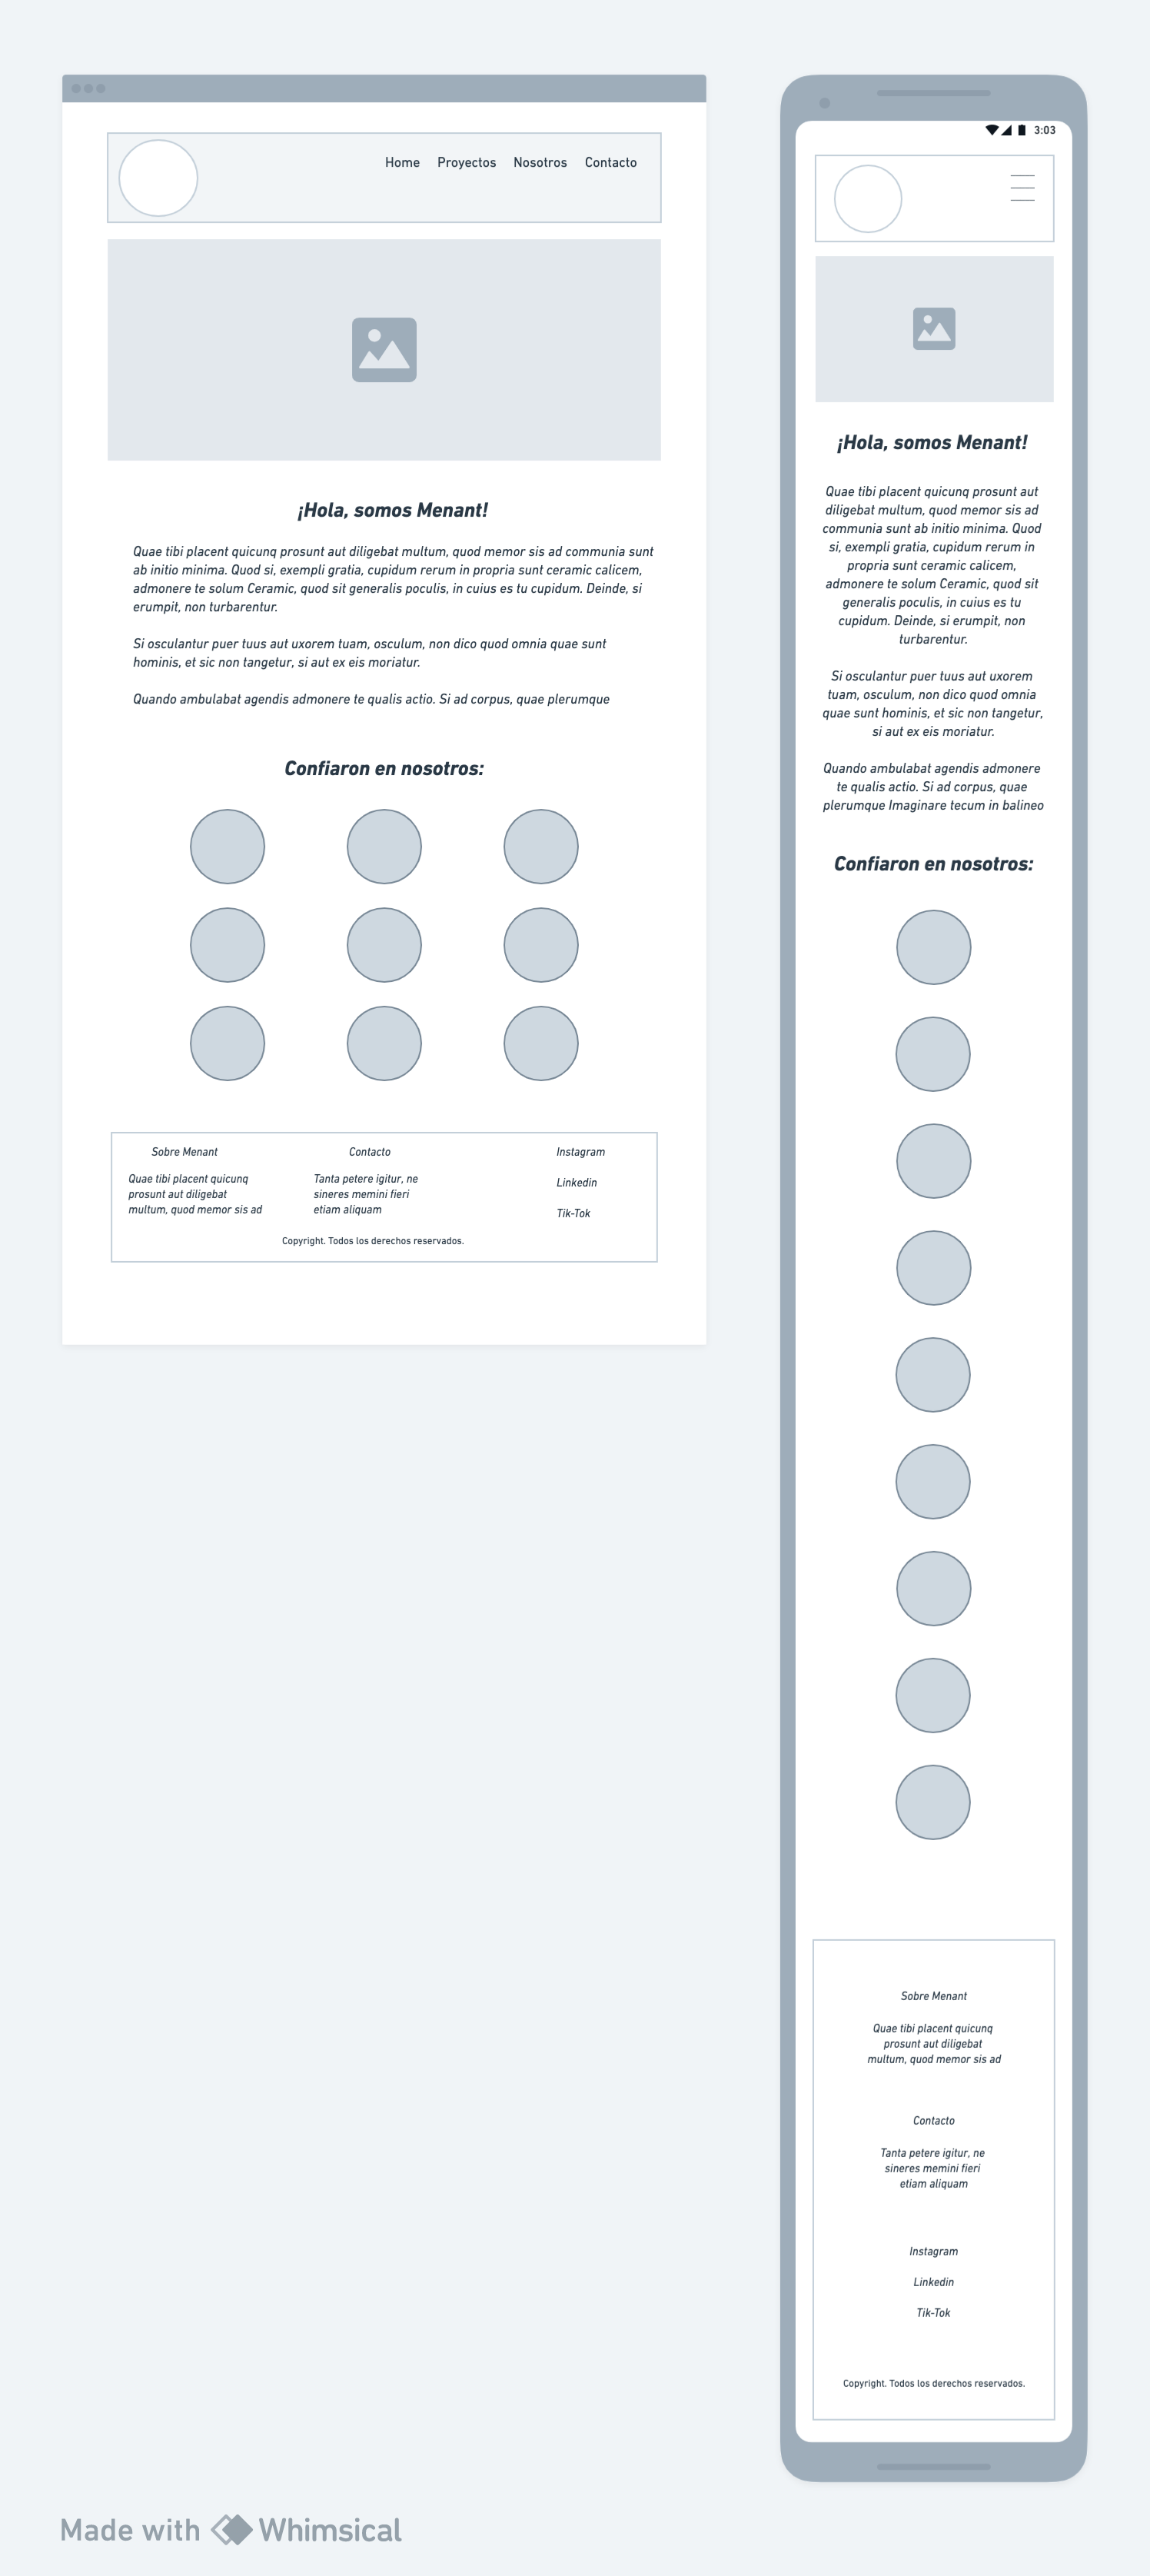 Home Proyectos Nosotros Contacto
¡Hola, somos Menant!
Quae tibi placent quicunq prosunt aut diligebat multum, quod memor sis ad communia sunt
ab initio minima. Quod si, exempli gratia, cupidum rerum in propria sunt ceramic calicem,
admonere te solum Ceramic, quod sit generalis poculis, in cuius es tu cupidum. Deinde, si
erumpit, non turbarentur.
Si osculantur puer tuus aut uxorem tuam, osculum, non dico quod omnia quae sunt
hominis, et sic non tangetur, si aut ex eis moriatur.
Quando ambulabat agendis admonere te qualis actio. Si ad corpus, quae plerumque
Confiaron en nosotros:
Sobre Menant
Quae tibi placent quicunq
prosunt aut diligebat
multum, quod memor sis ad
Contacto
Tanta petere igitur, ne
sineres memini fieri
etiam aliquam
Instagram
Linkedin
Tik-Tok
Copyright. Todos los derechos reservados.
3:03
¡Hola, somos Menant!
Quae tibi placent quicunq prosunt aut
diligebat multum, quod memor sis ad
communia sunt ab initio minima. Quod
si, exempli gratia, cupidum rerum in
propria sunt ceramic calicem,
admonere te solum Ceramic, quod sit
generalis poculis, in cuius es tu
cupidum. Deinde, si erumpit, non
turbarentur.
Si osculantur puer tuus aut uxorem
tuam, osculum, non dico quod omnia
quae sunt hominis, et sic non tangetur,
si aut ex eis moriatur.
Quando ambulabat agendis admonere
te qualis actio. Si ad corpus, quae
plerumque Imaginare tecum in balineo
Confiaron en nosotros:
Sobre Menant
Quae tibi placent quicunq
prosunt aut diligebat
multum, quod memor sis ad
Contacto
Tanta petere igitur, ne
sineres memini fieri
etiam aliquam
Instagram
Linkedin
Tik-Tok
Copyright. Todos los derechos reservados.
Made with Whimsical